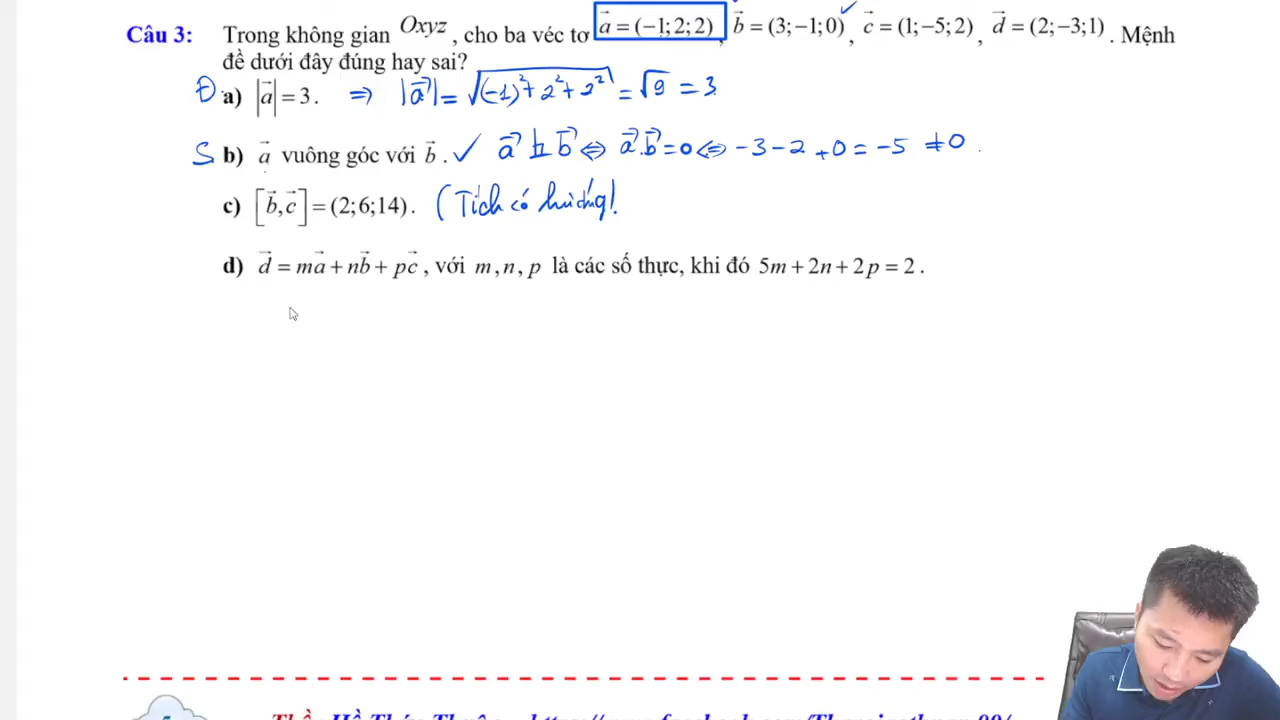 Câu 3: Trong không gian Oxyz, cho ba véc tơ a⃗ = (−1;2;2), b⃗ = (3;−1;0), c⃗ = (1;−5;2), d⃗ = (2;−3;1). Mệnh
đề dưới đây đúng hay sai?
Đ a) |a⃗| = 3. ⇒ |a⃗| = √((−1)² + 2² + 2²) = √9 = 3
S b) a⃗ vuông góc với b⃗. ✓ a⃗ ⊥ b⃗ ⇔ a⃗.b⃗ = 0 ⇔ −3 − 2 + 0 = −5 ≠ 0.
c) [b⃗,c⃗] = (2;6;14). (Tích có hướng!
d) d⃗ = ma⃗ + nb⃗ + pc⃗, với m, n, p là các số thực, khi đó 5m + 2n + 2p = 2.